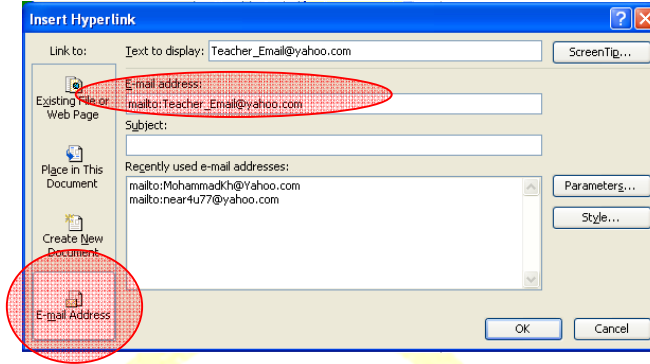 Insert Hyperlink
Link to:
Text to display: Teacher_Email@yahoo.com
ScreenTip...
Existing File or
Web Page
E-mail address:
mailto:Teacher_Email@yahoo.com
Subject:
Place in This
Document
Recently used e-mail addresses:
mailto:MohammadKh@Yahoo.com
mailto:near4u77@yahoo.com
Parameters...
Style...
Create New
Document
E-mail Address
OK
Cancel